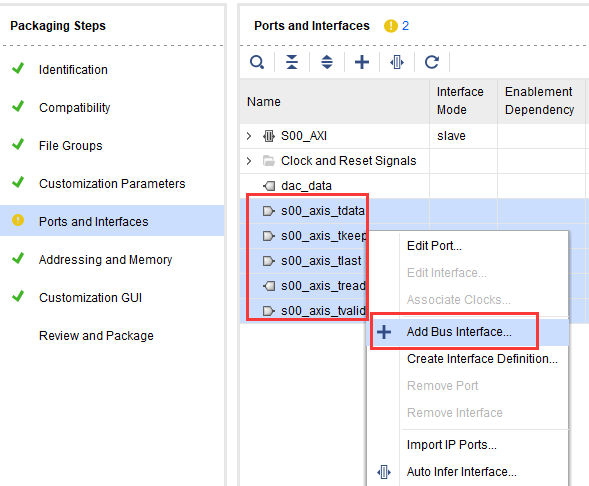 Packaging Steps
Identification
Compatibility
File Groups
Customization Parameters
Ports and Interfaces
Addressing and Memory
Customization GUI
Review and Package
Ports and Interfaces 2
Name
Interface Mode
Enablement Dependency
S00_AXI slave
Clock and Reset Signals
dac_data
s00_axis_tdata
s00_axis_tkeep
s00_axis_tlast
s00_axis_tread
s00_axis_tvalid
Edit Port...
Edit Interface...
Associate Clocks...
Add Bus Interface...
Create Interface Definition...
Remove Port
Remove Interface
Import IP Ports...
Auto Infer Interface...